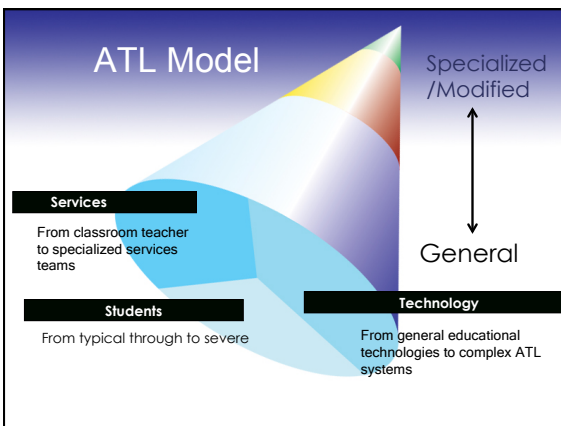 ATL Model
Specialized
/Modified
Services
From classroom teacher
to specialized services
teams
General
Students
From typical through to severe
Technology
From general educational
technologies to complex ATL
systems